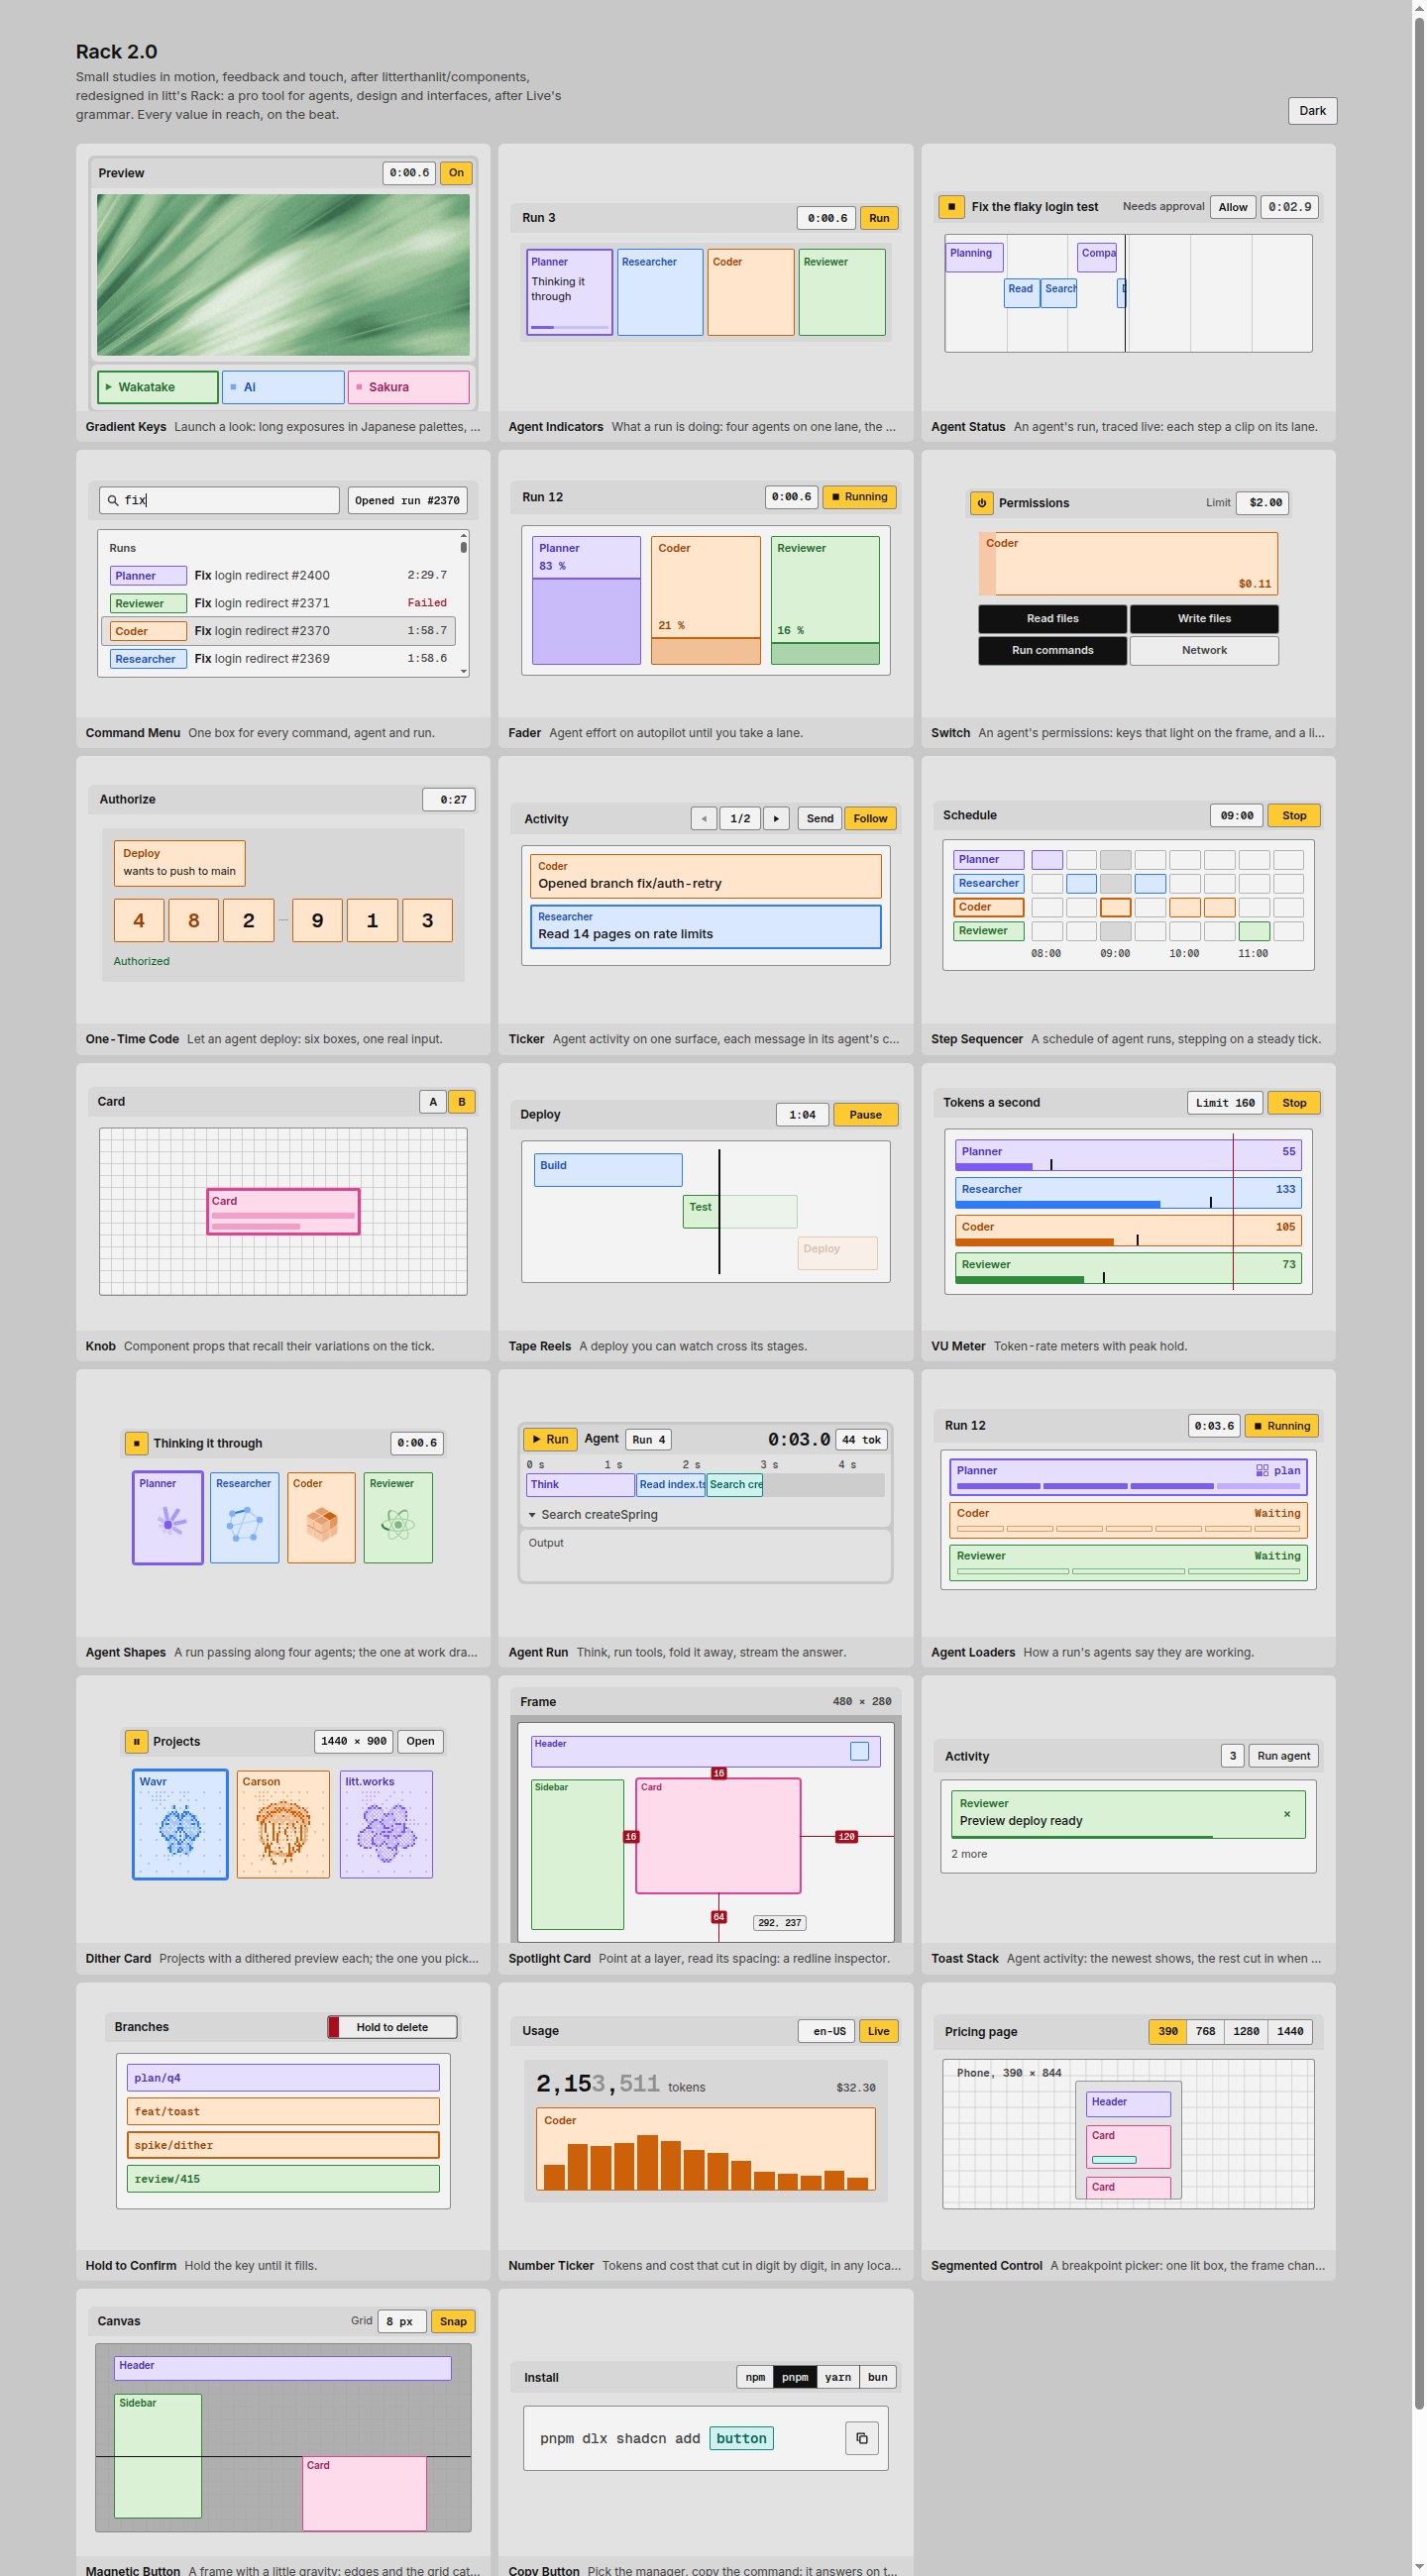 Rack 2.0
Small studies in motion, feedback and touch, after litterthanlit/components,
redesigned in litt's Rack: a pro tool for agents, design and interfaces, after Live's
grammar. Every value in reach, on the beat.
Dark
Preview 0:00.6 On
Wakatake Ai Sakura
Gradient Keys Launch a look: long exposures in Japanese palettes, ...
Run 3 0:00.6 Run
Planner Researcher Coder Reviewer
Thinking it
through
Agent Indicators What a run is doing: four agents on one lane, the ...
Fix the flaky login test Needs approval Allow 0:02.9
Planning Compa
Read Search
Agent Status An agent's run, traced live: each step a clip on its lane.
fix Opened run #2370
Runs
Planner Fix login redirect #2400 2:29.7
Reviewer Fix login redirect #2371 Failed
Coder Fix login redirect #2370 1:58.7
Researcher Fix login redirect #2369 1:58.6
Command Menu One box for every command, agent and run.
Run 12 0:00.6 Running
Planner Coder Reviewer
83 %
21 %
16 %
Fader Agent effort on autopilot until you take a lane.
Permissions Limit $2.00
Coder
$0.11
Read files Write files
Run commands Network
Switch An agent's permissions: keys that light on the frame, and a li...
Authorize 0:27
Deploy
wants to push to main
4 8 2 – 9 1 3
Authorized
One-Time Code Let an agent deploy: six boxes, one real input.
Activity 1/2 Send Follow
Coder
Opened branch fix/auth-retry
Researcher
Read 14 pages on rate limits
Ticker Agent activity on one surface, each message in its agent's c...
Schedule 09:00 Stop
Planner
Researcher
Coder
Reviewer
08:00 09:00 10:00 11:00
Step Sequencer A schedule of agent runs, stepping on a steady tick.
Card A B
Card
Knob Component props that recall their variations on the tick.
Deploy 1:04 Pause
Build
Test
Deploy
Tape Reels A deploy you can watch cross its stages.
Tokens a second Limit 160 Stop
Planner 55
Researcher 133
Coder 105
Reviewer 73
VU Meter Token-rate meters with peak hold.
Thinking it through 0:00.6
Planner Researcher Coder Reviewer
Agent Shapes A run passing along four agents; the one at work dra...
Run Agent Run 4 0:03.0 44 tok
0 s 1 s 2 s 3 s 4 s
Think Read index.ts Search cre
Search createSpring
Output
Agent Run Think, run tools, fold it away, stream the answer.
Run 12 0:03.6 Running
Planner plan
Coder Waiting
Reviewer Waiting
Agent Loaders How a run's agents say they are working.
Projects 1440 × 900 Open
Wavr Carson litt.works
Dither Card Projects with a dithered preview each; the one you pick...
Frame 480 × 280
Header
16
Sidebar Card
16 120
64
292, 237
Spotlight Card Point at a layer, read its spacing: a redline inspector.
Activity 3 Run agent
Reviewer
Preview deploy ready ×
2 more
Toast Stack Agent activity: the newest shows, the rest cut in when ...
Branches Hold to delete
plan/q4
feat/toast
spike/dither
review/415
Hold to Confirm Hold the key until it fills.
Usage en-US Live
2,153,511 tokens $32.30
Coder
Number Ticker Tokens and cost that cut in digit by digit, in any loca...
Pricing page 390 768 1280 1440
Phone, 390 × 844
Header
Card
Card
Segmented Control A breakpoint picker: one lit box, the frame chan...
Canvas Grid 8 px Snap
Header
Sidebar
Card
Magnetic Button A frame with a little gravity: edges and the grid cat...
Install npm pnpm yarn bun
pnpm dlx shadcn add button
Copy Button Pick the manager, copy the command: it answers on t...